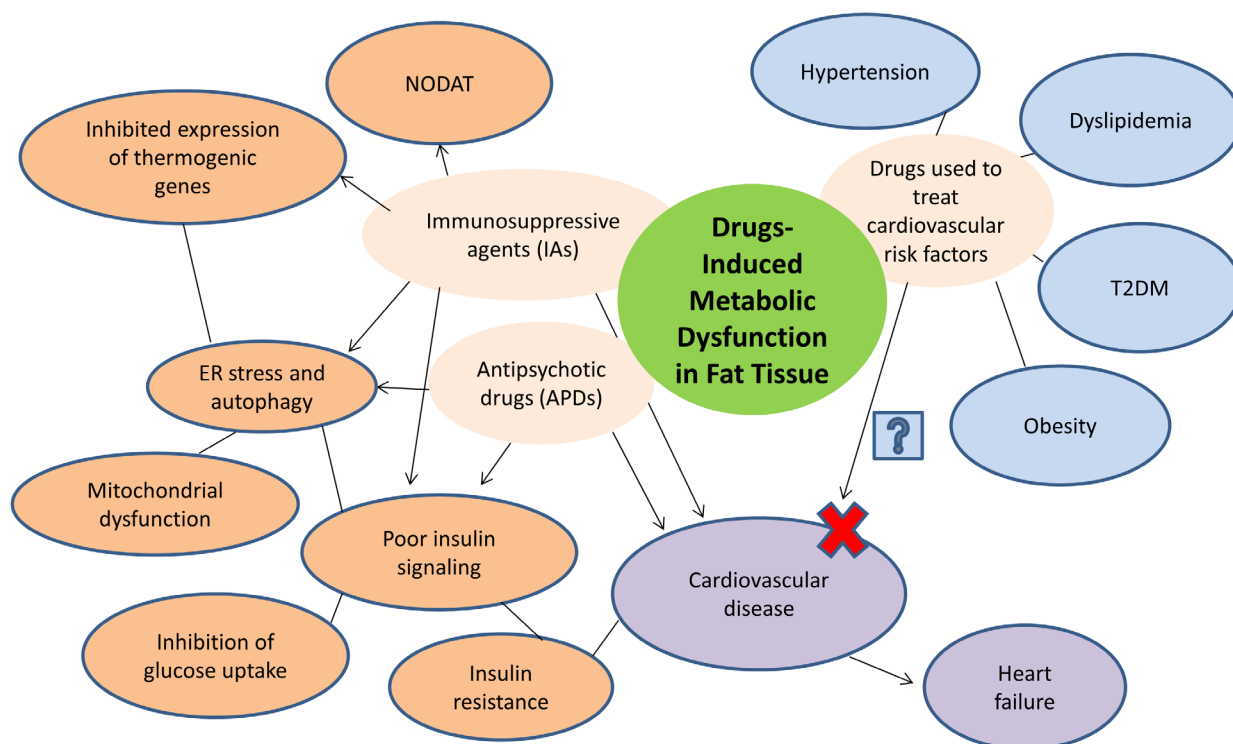 NODAT
Inhibited expression
of thermogenic
genes
Hypertension
Dyslipidemia
Drugs used to
treat
cardiovascular
risk factors
Immunosuppressive
agents (IAs)
Drugs-
Induced
Metabolic
Dysfunction
in Fat Tissue
T2DM
ER stress and
autophagy
Antipsychotic
drugs (APDs)
Obesity
?
Mitochondrial
dysfunction
Poor insulin
signaling
Cardiovascular
disease
Inhibition of
glucose uptake
Insulin
resistance
Heart
failure